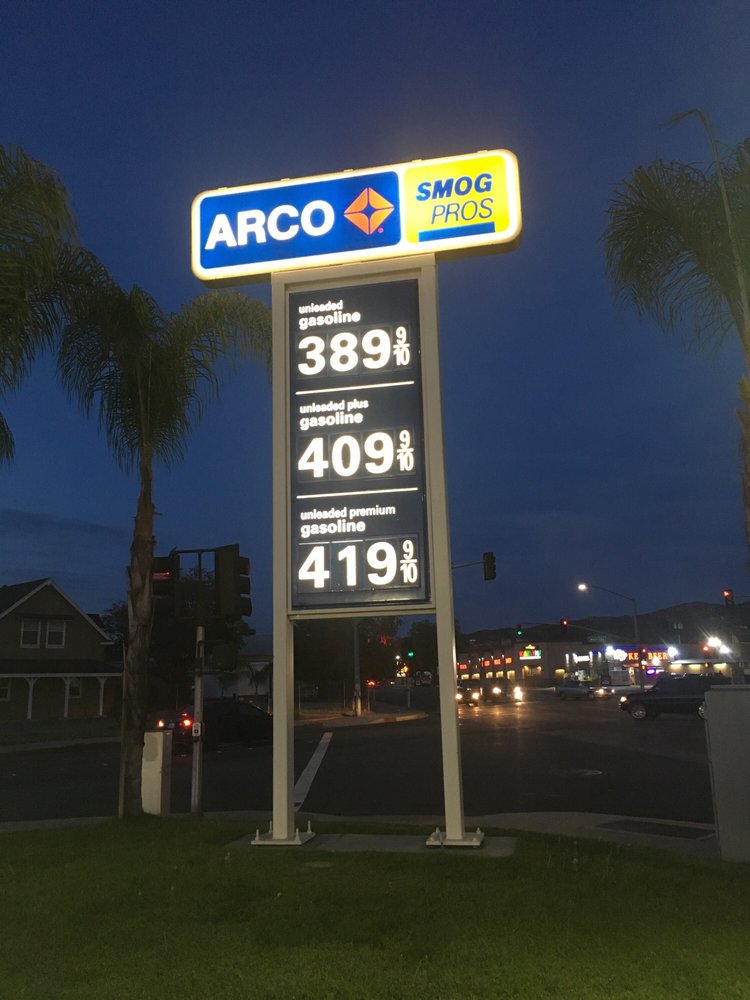 ARCO
SMOG
PROS
unleaded
gasoline
389 9/10
unleaded plus
gasoline
409 9/10
unleaded premium
gasoline
419 9/10